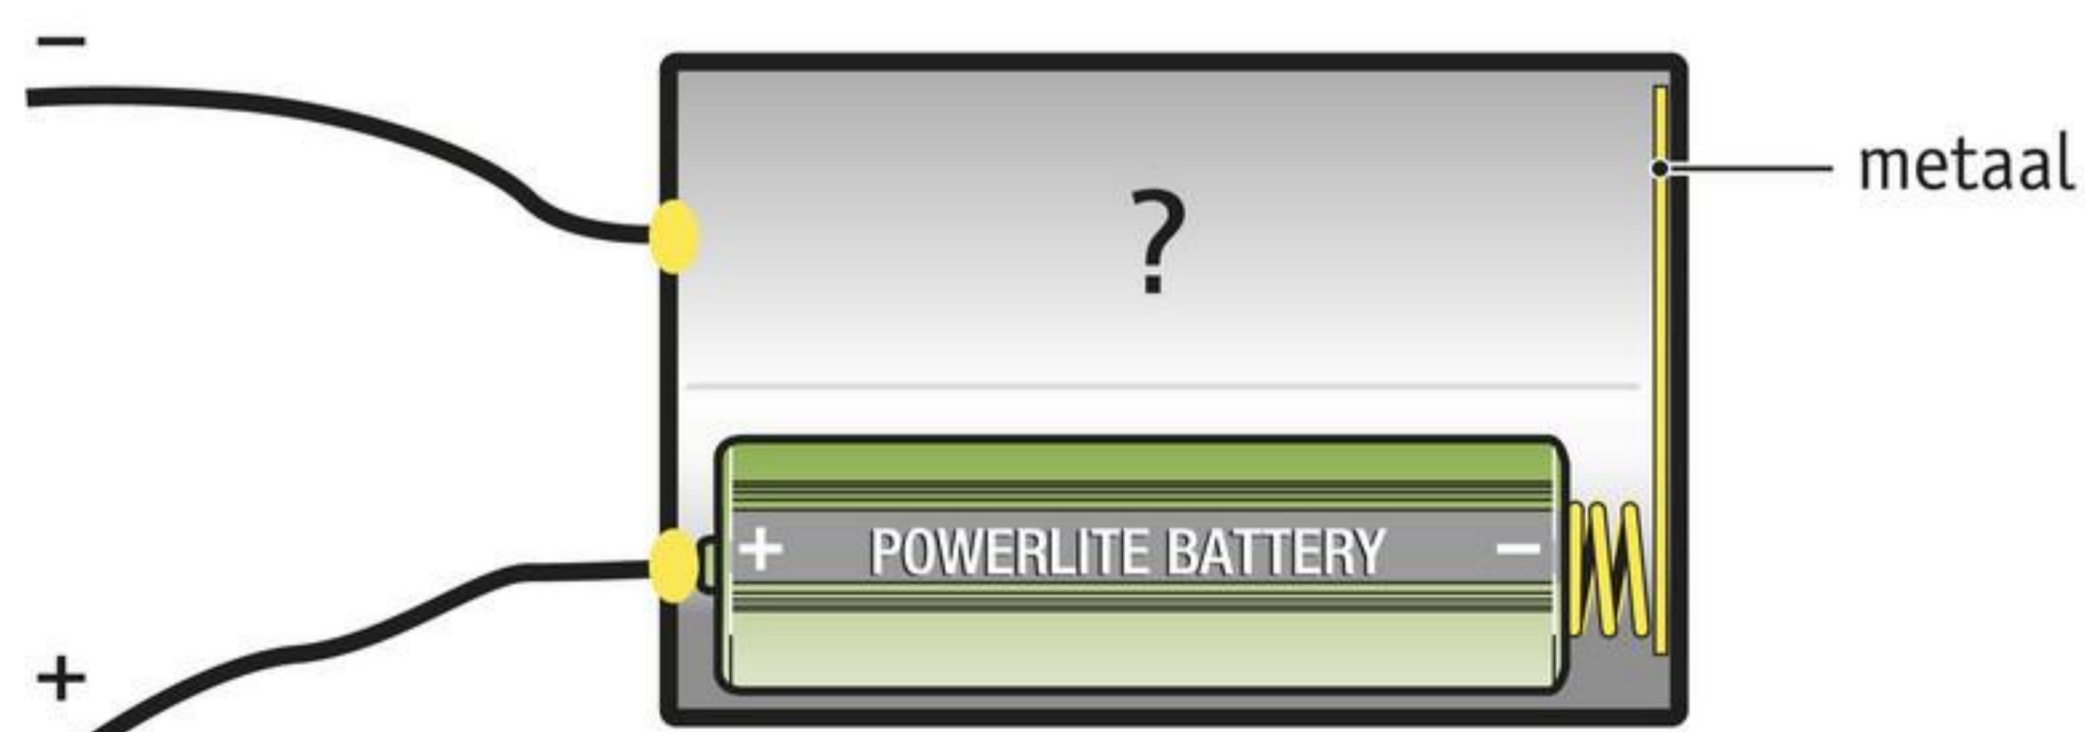 −
metaal
?
+ POWERLITE BATTERY −
+